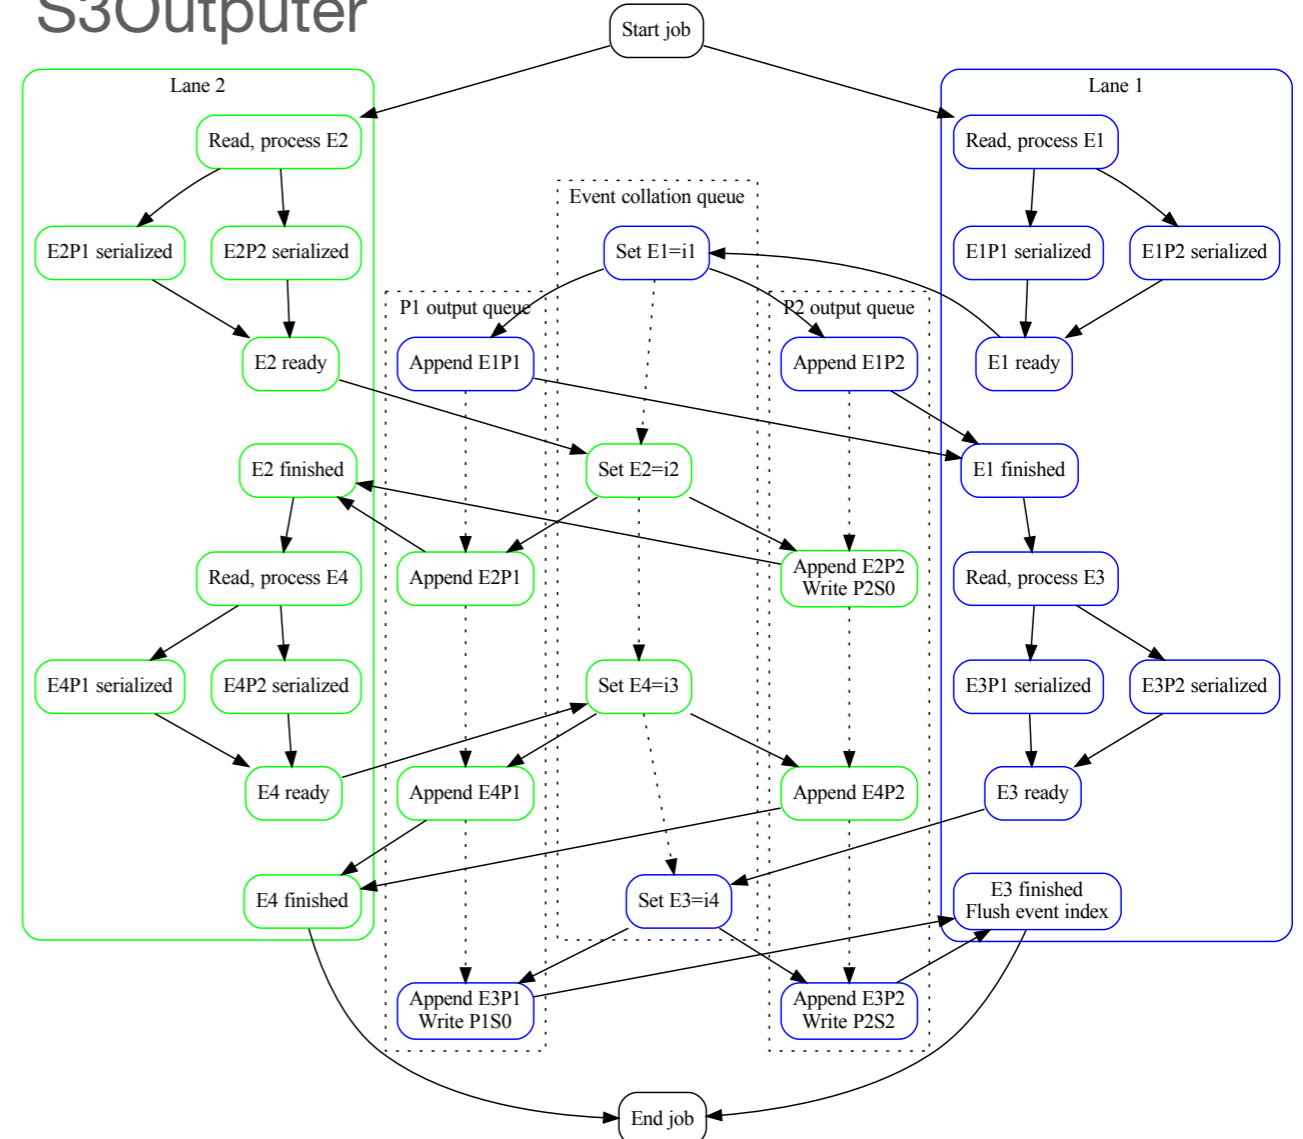 S3Outputer
Start job
Lane 2
Lane 1
Read, process E2
Read, process E1
Event collation queue
E2P1 serialized
E2P2 serialized
Set E1=i1
E1P1 serialized
E1P2 serialized
P1 output queue
P2 output queue
E2 ready
Append E1P1
Append E1P2
E1 ready
E2 finished
Set E2=i2
E1 finished
Read, process E4
Append E2P1
Append E2P2
Write P2S0
Read, process E3
E4P1 serialized
E4P2 serialized
Set E4=i3
E3P1 serialized
E3P2 serialized
E4 ready
Append E4P1
Append E4P2
E3 ready
E4 finished
Set E3=i4
E3 finished
Flush event index
Append E3P1
Write P1S0
Append E3P2
Write P2S2
End job